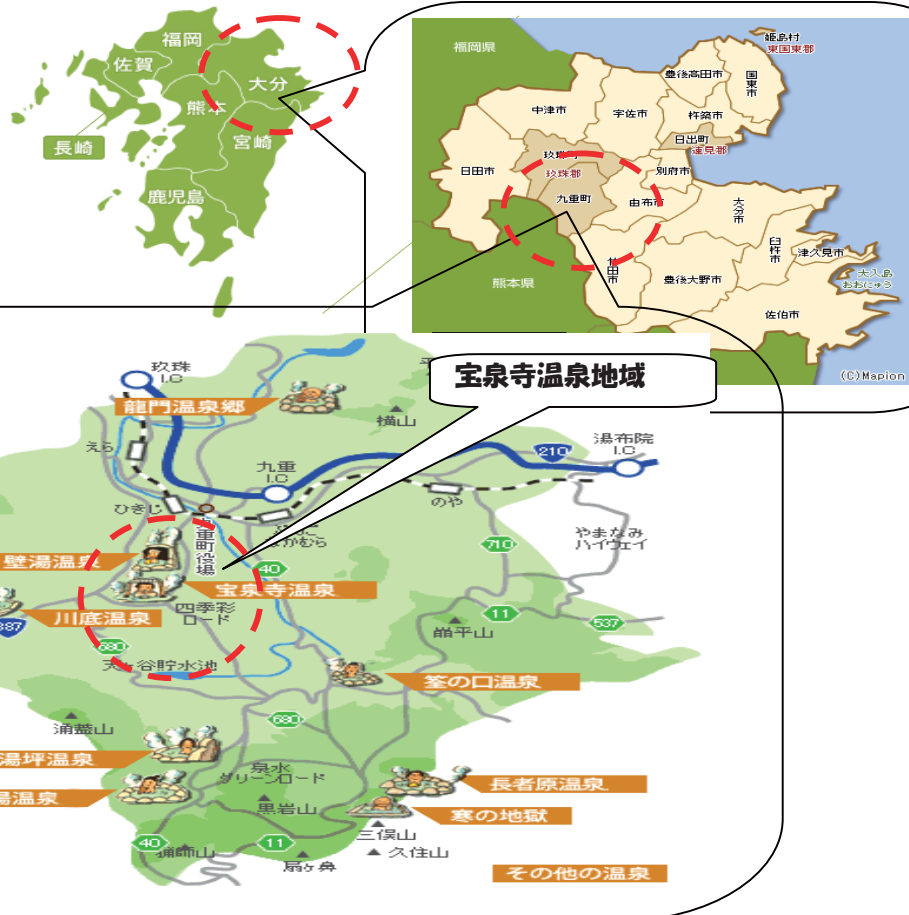 福岡
佐賀
大分
熊本
長崎
宮崎
鹿児島
福岡県
姫島村
東国東郡
豊後高田市
国東市
中津市
宇佐市
杵築市
日出町
速見郡
玖珠町
玖珠郡
日田市
別府市
九重町
由布市
大分市
臼杵市
津久見市
竹田市
大入島
おおにゅう
熊本県
豊後大野市
佐伯市
(C)Mapion
宝泉寺温泉地域
玖珠
I.C
龍門温泉郷
横山
えら
九重
I.C
210
湯布院
I.C
ひきじ
のや
九重町役場
やまなみ
ハイウェイ
710
壁湯温泉
40
宝泉寺温泉
四季彩
ロード
川底温泉
387
11
537
崩平山
680
天ヶ谷貯水池
筌の口温泉
涌蓋山
680
湯坪温泉
泉水
グリーンロード
長者原温泉
湯温泉
黒岩山
寒の地獄
三俣山
40
猟師山
11
扇ヶ鼻
久住山
その他の温泉